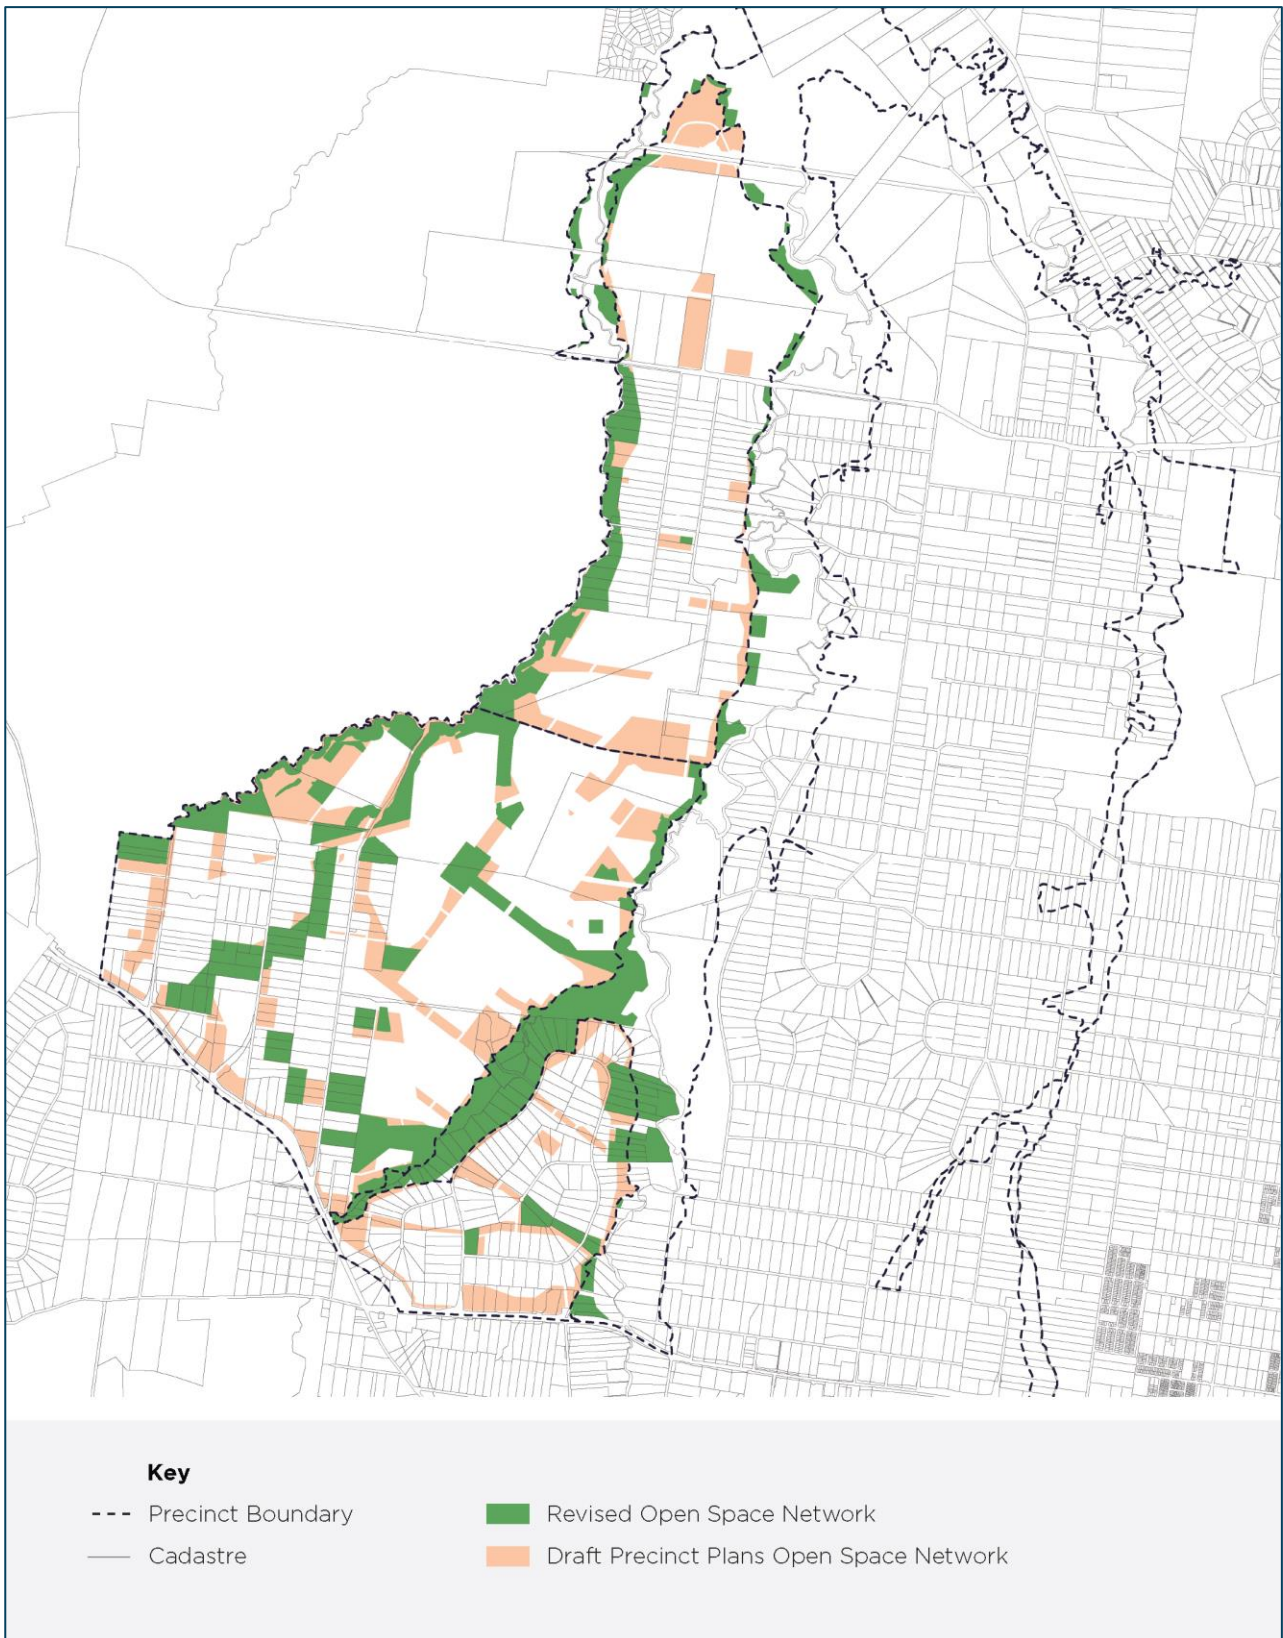 Key
Precinct Boundary
Revised Open Space Network
Cadastre
Draft Precinct Plans Open Space Network